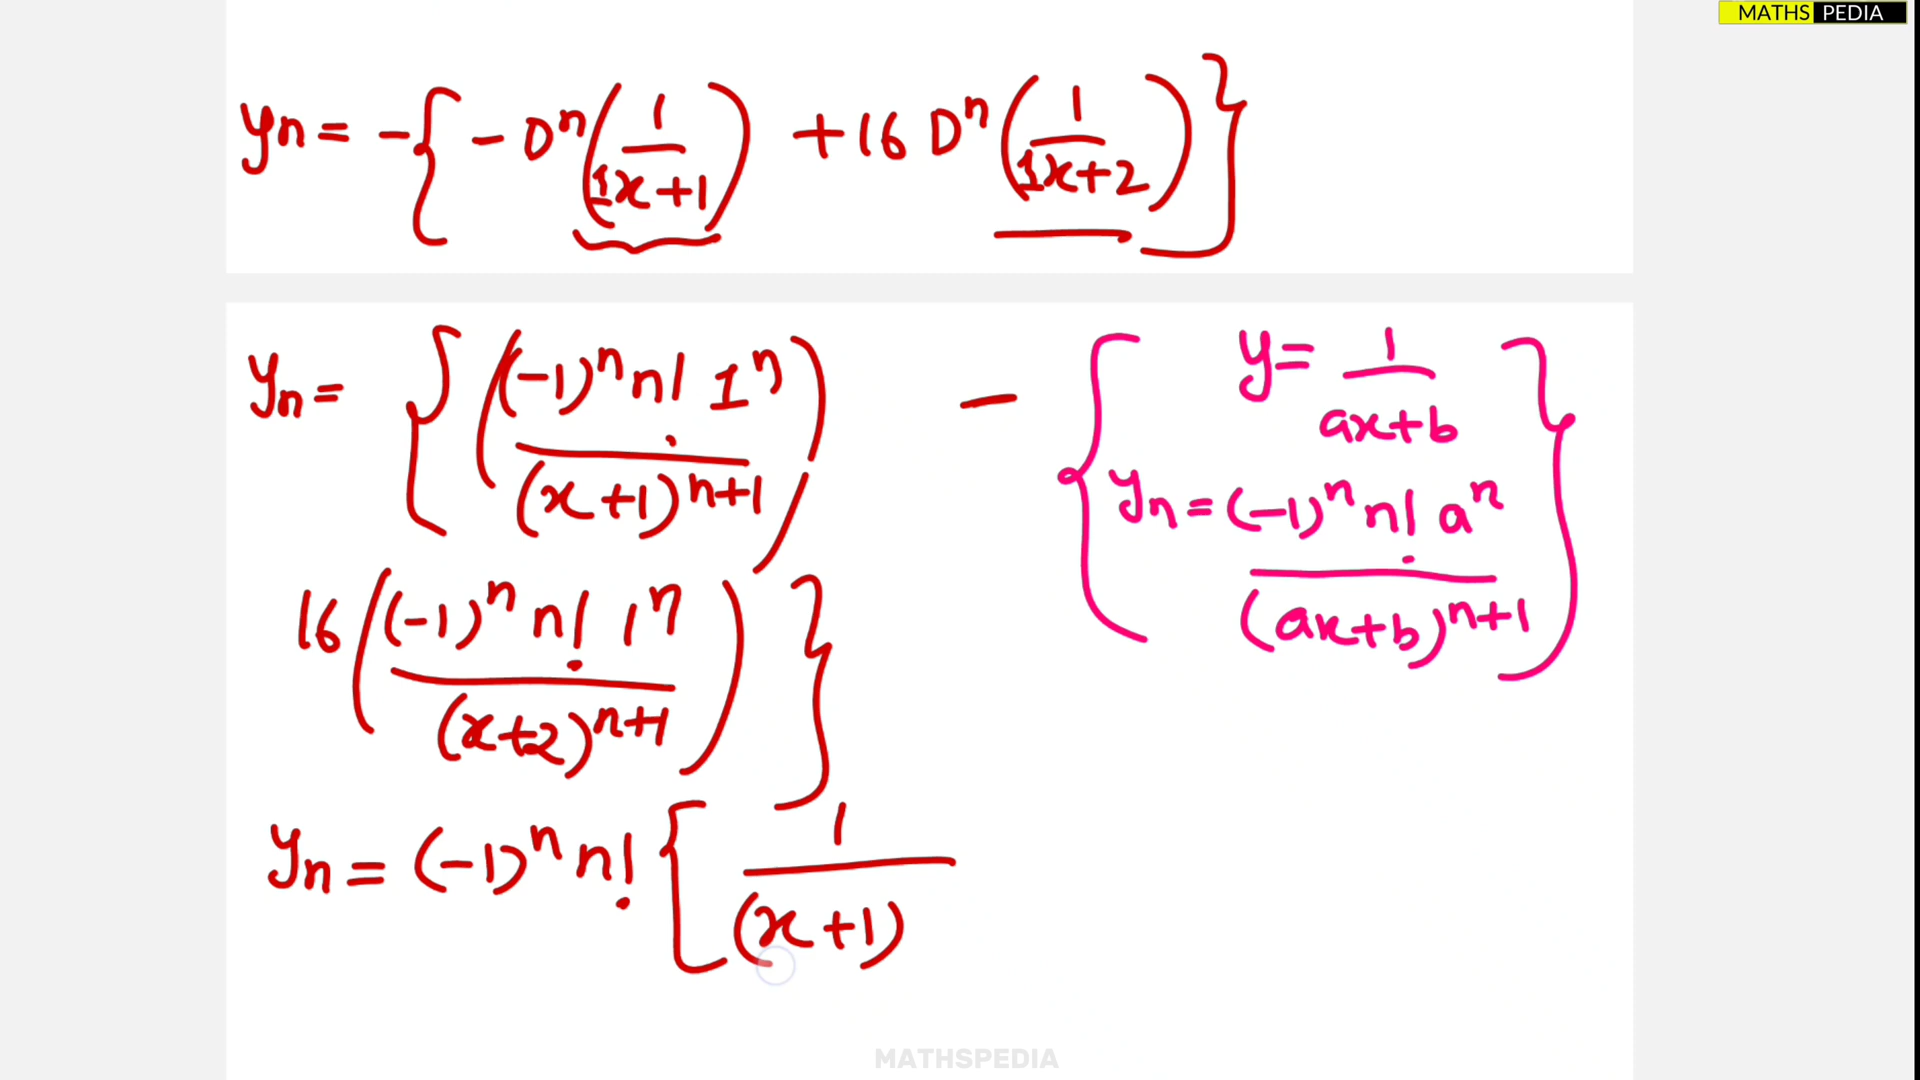 MATHS PEDIA
yn = - { - Dⁿ (1/(1x+1)) + 16 Dⁿ (1/(1x+2)) }
yn = { ((-1)ⁿ n! 1ⁿ / (x+1)ⁿ⁺¹) -
16 ((-1)ⁿ n! 1ⁿ / (x+2)ⁿ⁺¹) }
{ y = 1/(ax+b)
yn = (-1)ⁿ n! aⁿ / (ax+b)ⁿ⁺¹ }
yn = (-1)ⁿ n! [ 1/(x+1)
MATHSPEDIA